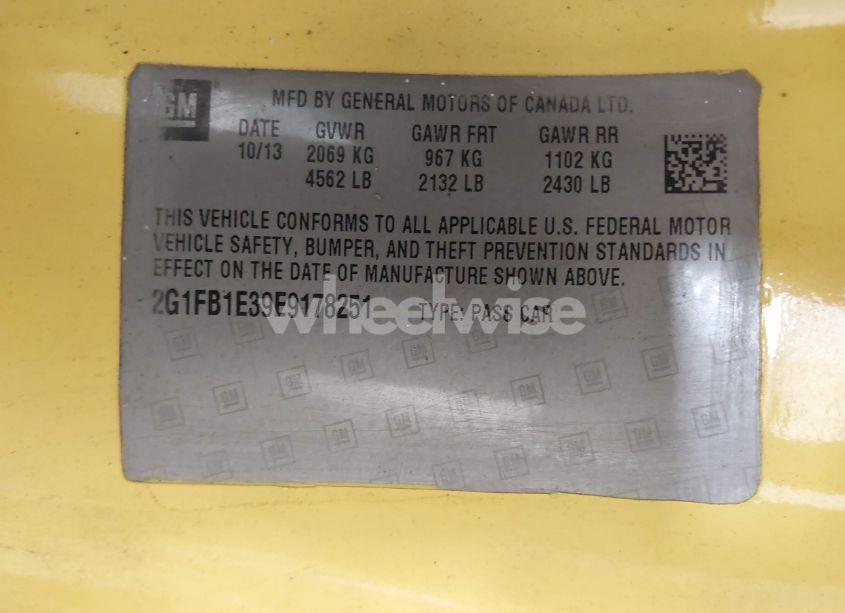 GM
MFD BY GENERAL MOTORS OF CANADA LTD.
DATE GVWR GAWR FRT GAWR RR
10/13 2069 KG 967 KG 1102 KG
4562 LB 2132 LB 2430 LB
THIS VEHICLE CONFORMS TO ALL APPLICABLE U.S. FEDERAL MOTOR
VEHICLE SAFETY, BUMPER, AND THEFT PREVENTION STANDARDS IN
EFFECT ON THE DATE OF MANUFACTURE SHOWN ABOVE.
2G1FB1E39E9178251 TYPE: PASS CAR
wheelwise